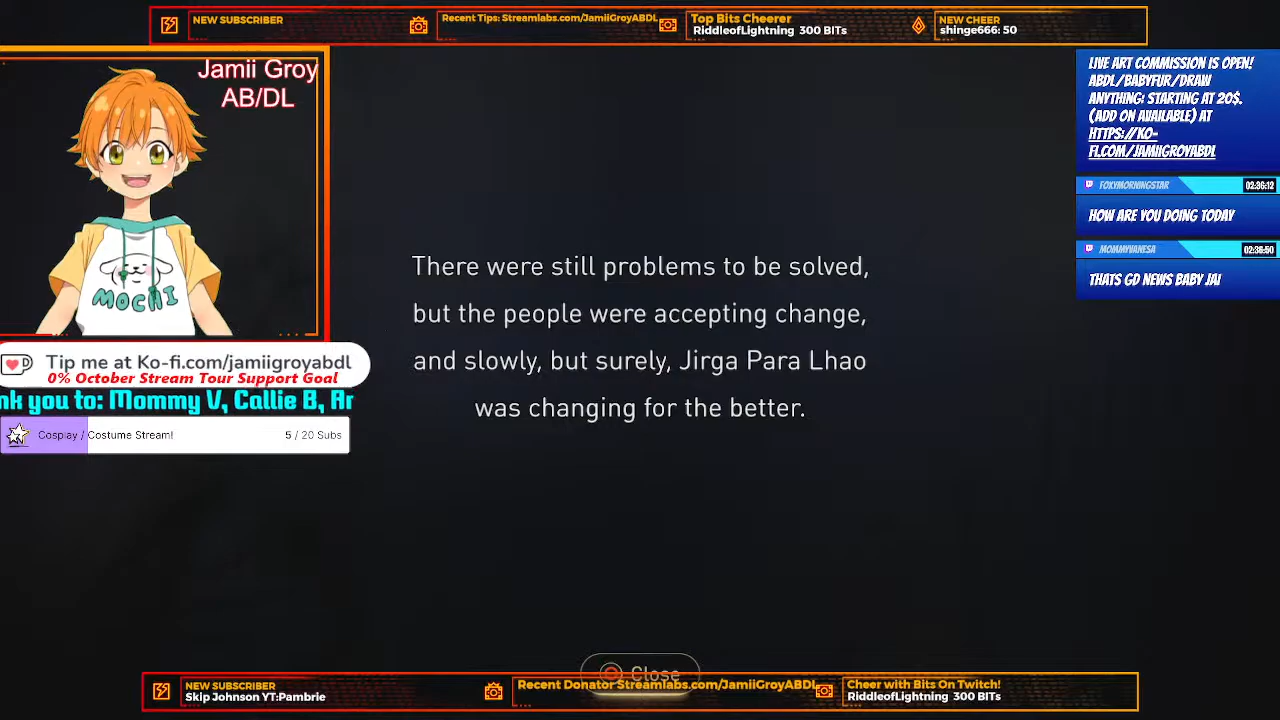 NEW SUBSCRIBER
Recent Tips: Streamlabs.com/JamiiGroyABDL
Top Bits Cheerer
RiddleofLightning 300 BITs
NEW CHEER
shinge666: 50
Jamii Groy
AB/DL
MOCHI
Tip me at Ko-fi.com/jamiigroyabdl
0% October Stream Tour Support Goal
nk you to: Mommy V, Callie B, Ar
Cosplay / Costume Stream!
5 / 20 Subs
There were still problems to be solved,
but the people were accepting change,
and slowly, but surely, Jirga Para Lhao
was changing for the better.
LIVE ART COMMISSION IS OPEN!
ABDL/BABYFUR/DRAW
ANYTHING: STARTING AT 20$.
(ADD ON AVAILABLE) AT
HTTPS://KO-
FI.COM/JAMIIGROYABDL
FOXYMORNINGSTAR
02:36:12
HOW ARE YOU DOING TODAY
MOMMYVANESA
02:38:50
THATS GD NEWS BABY JAI
Close
NEW SUBSCRIBER
Skip Johnson YT:Pambrie
Recent Donator Streamlabs.com/JamiiGroyABDL
Cheer with Bits On Twitch!
RiddleofLightning 300 BITs